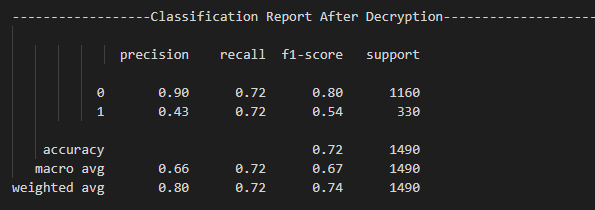 ------------------Classification Report After Decryption--------------------
precision recall f1-score support
0 0.90 0.72 0.80 1160
1 0.43 0.72 0.54 330
accuracy 0.72 1490
macro avg 0.66 0.72 0.67 1490
weighted avg 0.80 0.72 0.74 1490